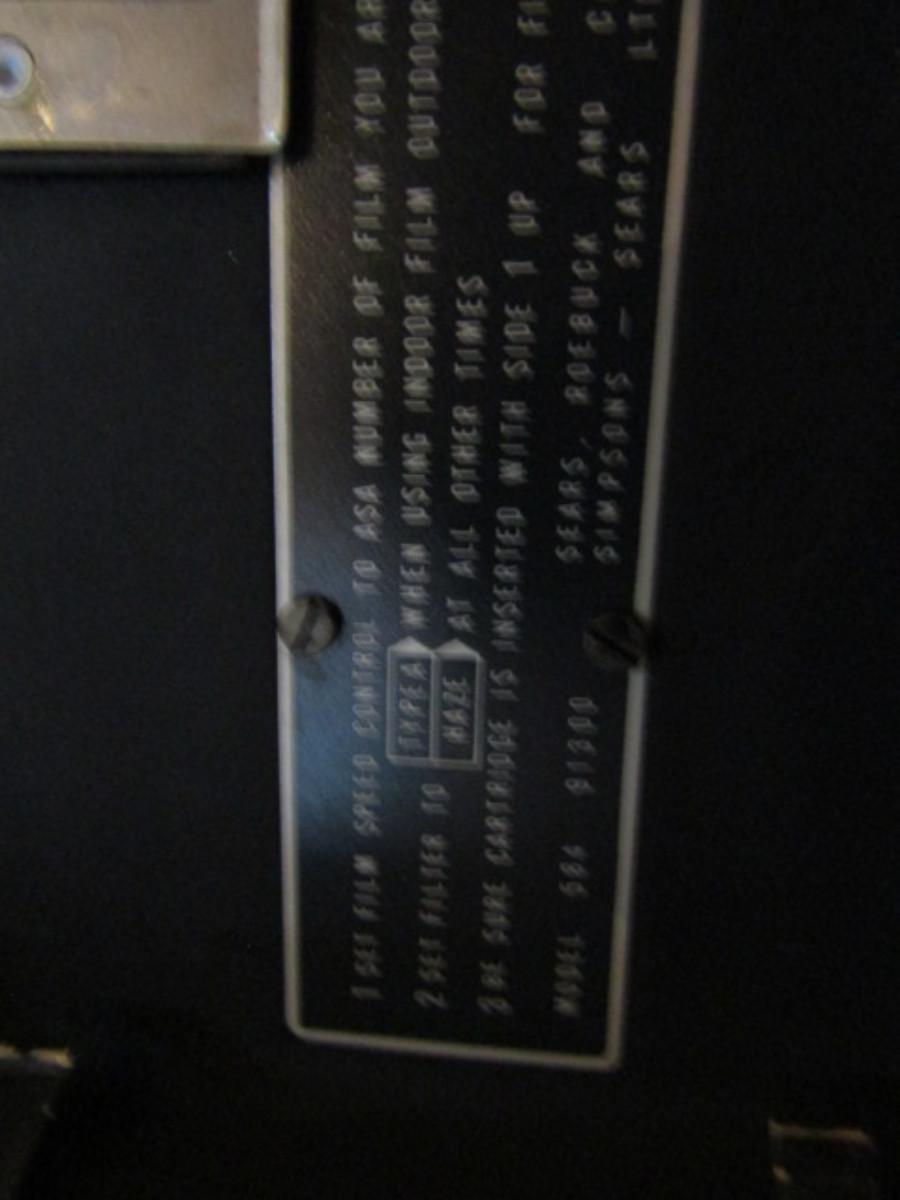 1 SET FILM SPEED CONTROL TO ASA NUMBER OF FILM YOU AR
2 SET FILTER TO TYPE A WHEN USING INDOOR FILM OUTDOOR
HAZE AT ALL OTHER TIMES
3 BE SURE CARTRIDGE IS INSERTED WITH SIDE 1 UP FOR FI
MODEL 584 91300 SEARS, ROEBUCK AND C
SIMPSONS — SEARS LT